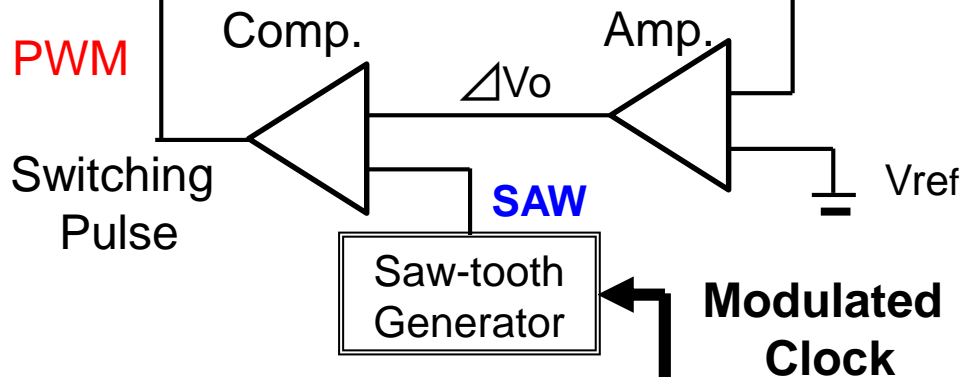 Comp.
Amp.
PWM
⊿Vo
Switching
Pulse
SAW
Vref
Saw-tooth
Generator
Modulated
Clock